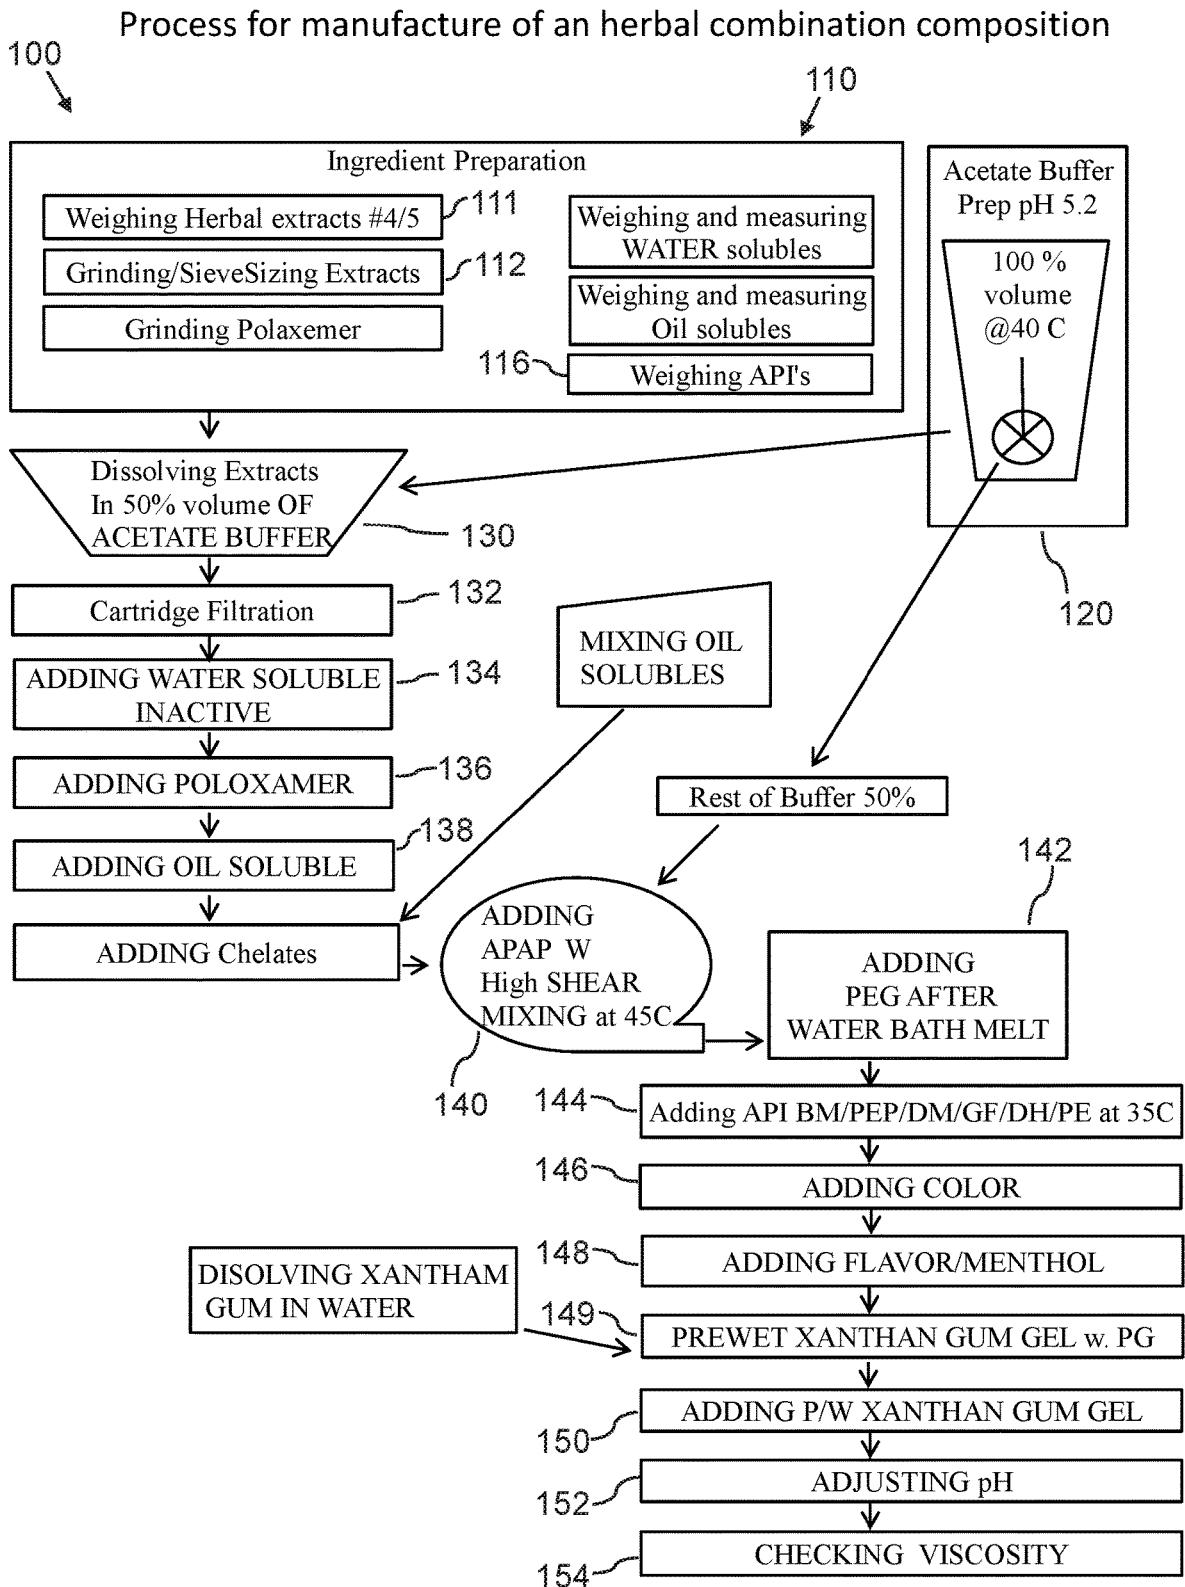 Process for manufacture of an herbal combination composition
100
110
Ingredient Preparation
Weighing Herbal extracts #4/5
111
Grinding/SieveSizing Extracts
112
Grinding Polaxemer
Weighing and measuring
WATER solubles
Weighing and measuring
Oil solubles
116
Weighing API's
Acetate Buffer
Prep pH 5.2
100 %
volume
@40 C
120
Dissolving Extracts
In 50% volume OF
ACETATE BUFFER
130
Cartridge Filtration
132
ADDING WATER SOLUBLE
INACTIVE
134
ADDING POLOXAMER
136
ADDING OIL SOLUBLE
138
ADDING Chelates
MIXING OIL
SOLUBLES
Rest of Buffer 50%
ADDING
APAP W
High SHEAR
MIXING at 45C
140
142
ADDING
PEG AFTER
WATER BATH MELT
144
Adding API BM/PEP/DM/GF/DH/PE at 35C
146
ADDING COLOR
148
ADDING FLAVOR/MENTHOL
DISOLVING XANTHAM
GUM IN WATER
149
PREWET XANTHAN GUM GEL w. PG
150
ADDING P/W XANTHAN GUM GEL
152
ADJUSTING pH
154
CHECKING VISCOSITY